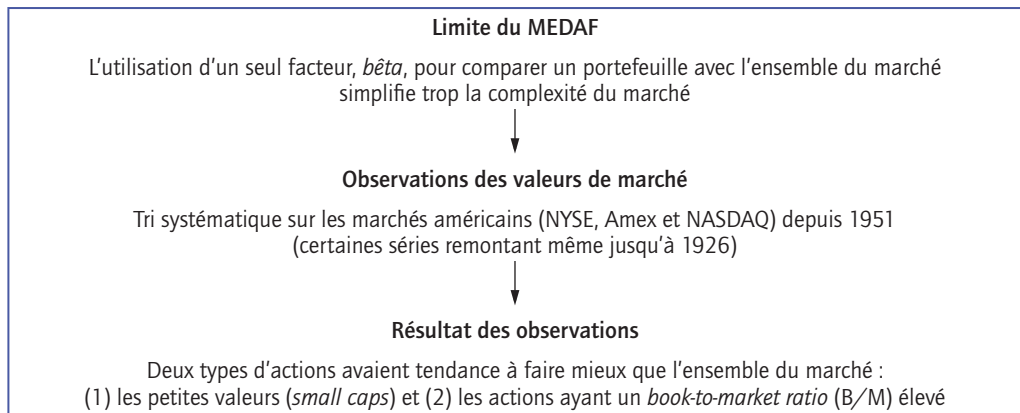 Limite du MEDAF
L’utilisation d’un seul facteur, bêta, pour comparer un portefeuille avec l’ensemble du marché
simplifie trop la complexité du marché
Observations des valeurs de marché
Tri systématique sur les marchés américains (NYSE, Amex et NASDAQ) depuis 1951
(certaines séries remontant même jusqu’à 1926)
Résultat des observations
Deux types d’actions avaient tendance à faire mieux que l’ensemble du marché :
(1) les petites valeurs (small caps) et (2) les actions ayant un book-to-market ratio (B/M) élevé